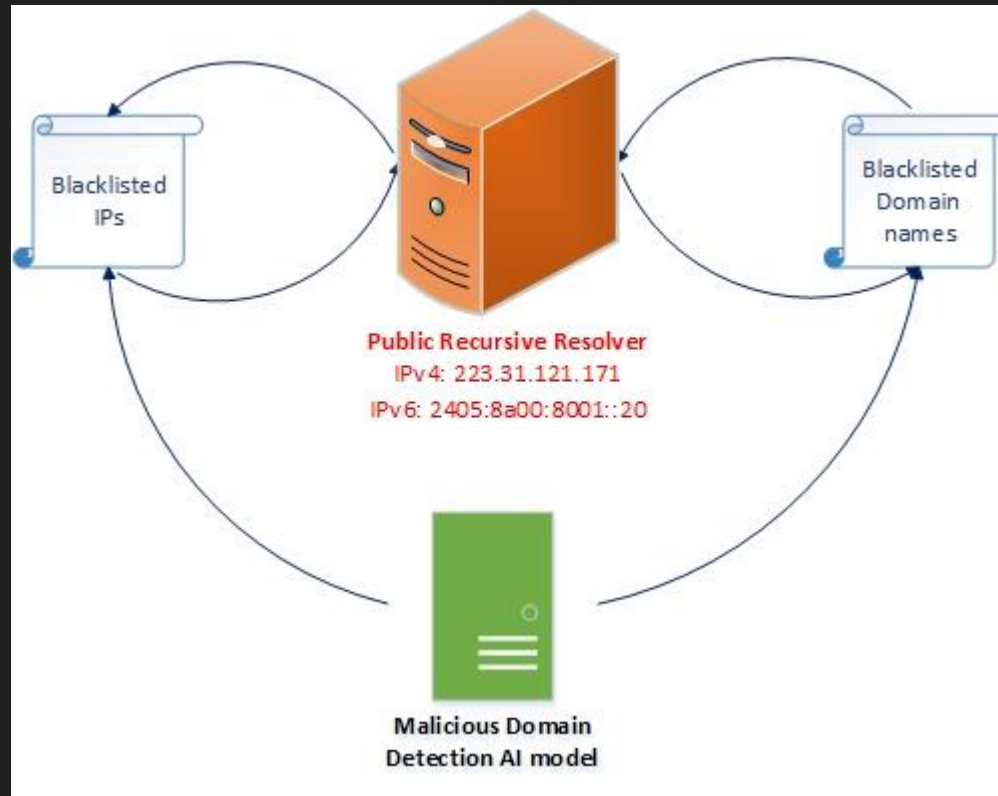 Blacklisted
IPs
Blacklisted
Domain
names
Public Recursive Resolver
IPv4: 223.31.121.171
IPv6: 2405:8a00:8001::20
Malicious Domain
Detection AI model